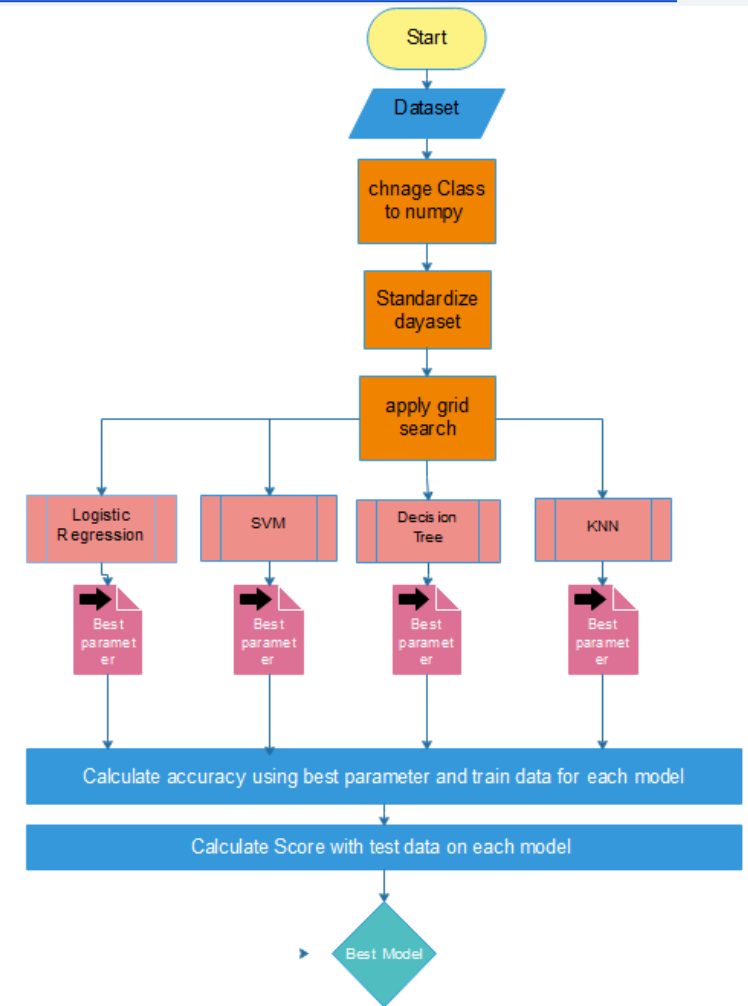 Start
Dataset
chnage Class
to numpy
Standardize
dayaset
apply grid
search
Logistic
Regression
SVM
Decision
Tree
KNN
Best
paramet
er
Best
paramet
er
Best
paramet
er
Best
paramet
er
Calculate accuracy using best parameter and train data for each model
Calculate Score with test data on each model
Best Model